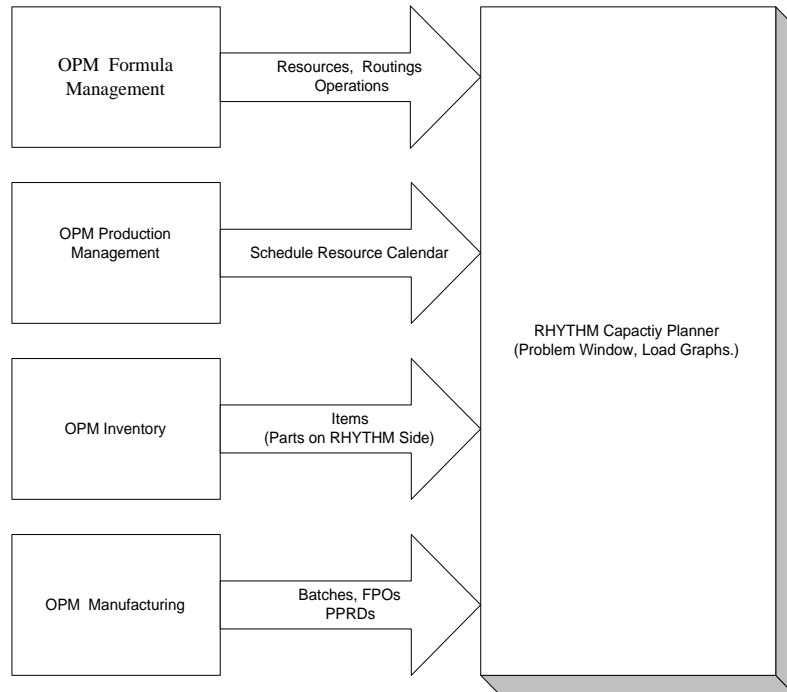 OPM Formula
Management
Resources, Routings
Operations
OPM Production
Management
Schedule Resource Calendar
RHYTHM Capactiy Planner
(Problem Window, Load Graphs.)
OPM Inventory
Items
(Parts on RHYTHM Side)
OPM Manufacturing
Batches, FPOs
PPRDs